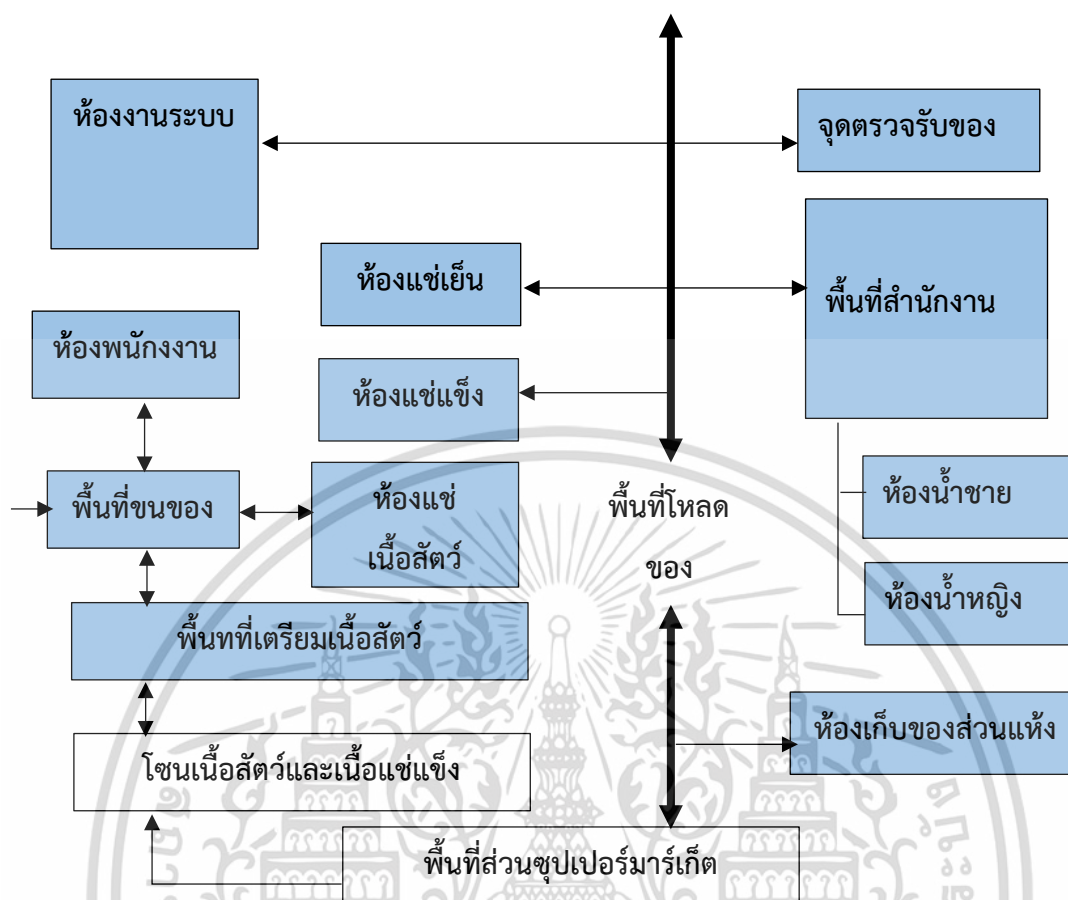 ห้องงานระบบ
จุดตรวจรับของ
ห้องแช่เย็น
พื้นที่สำนักงาน
ห้องพนักงงาน
ห้องแช่แข็ง
พื้นที่ขนของ
ห้องแช่
เนื้อสัตว์
พื้นที่โหลด
ของ
ห้องน้ำชาย
ห้องน้ำหญิง
พื้นทที่เตรียมเนื้อสัตว์
ห้องเก็บของส่วนแห้ง
โซนเนื้อสัตว์และเนื้อแช่แข็ง
พื้นที่ส่วนซุปเปอร์มาร์เก็ต